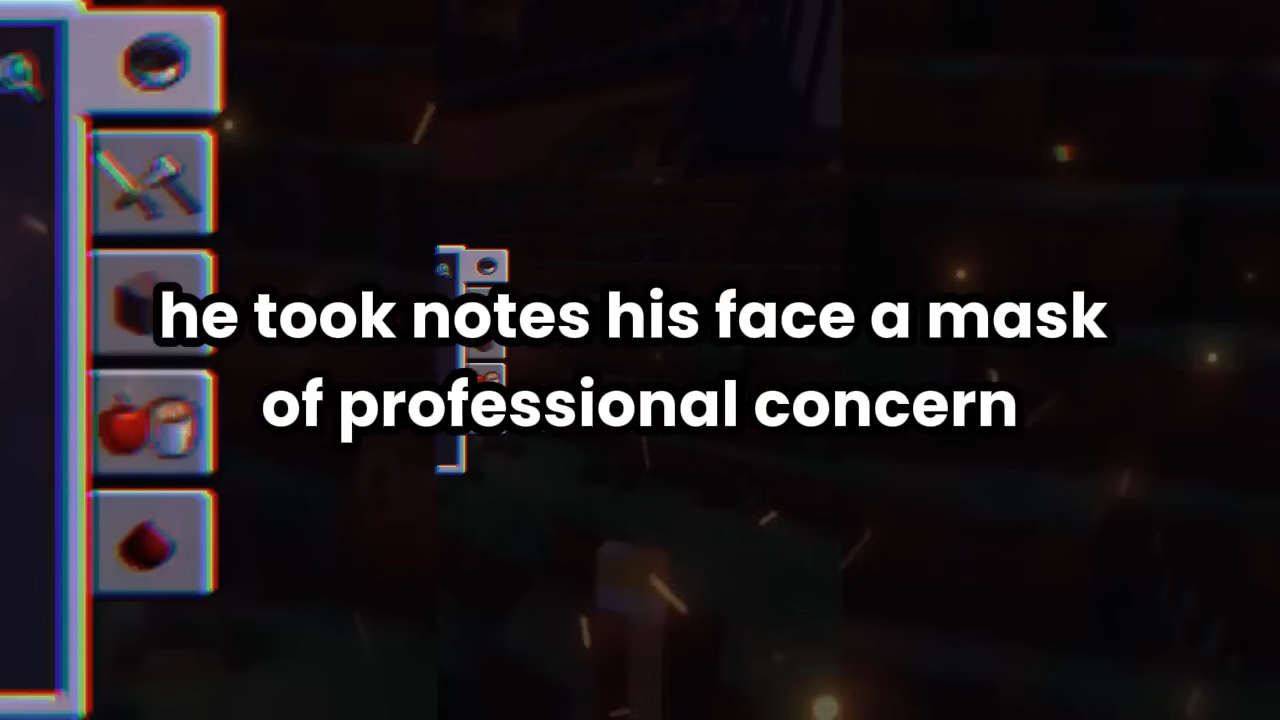 he took notes his face a mask
of professional concern